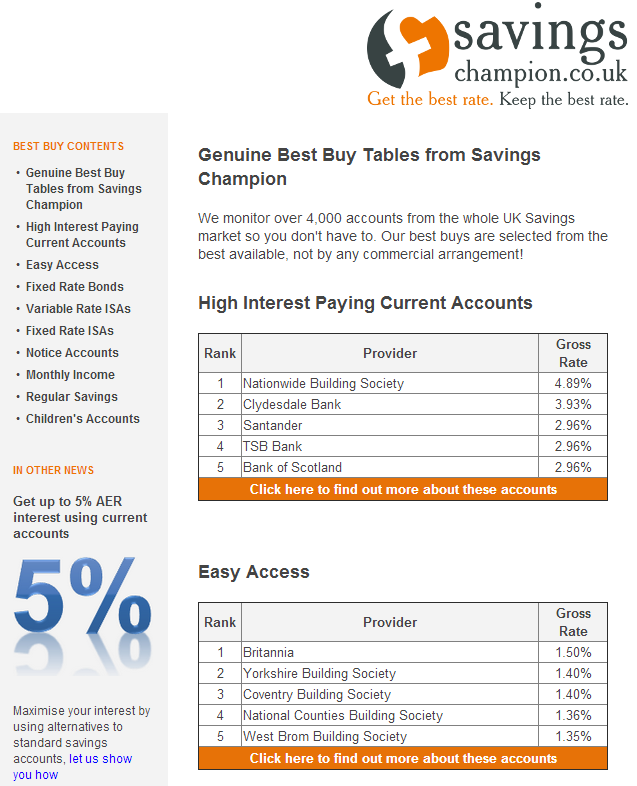 savings
champion.co.uk
Get the best rate. Keep the best rate.
BEST BUY CONTENTS
• Genuine Best Buy
Tables from Savings
Champion
• High Interest Paying
Current Accounts
• Easy Access
• Fixed Rate Bonds
• Variable Rate ISAs
• Fixed Rate ISAs
• Notice Accounts
• Monthly Income
• Regular Savings
• Children's Accounts
IN OTHER NEWS
Get up to 5% AER
interest using current
accounts
5%
Maximise your interest by
using alternatives to
standard savings
accounts, let us show
you how
Genuine Best Buy Tables from Savings
Champion
We monitor over 4,000 accounts from the whole UK Savings
market so you don't have to. Our best buys are selected from the
best available, not by any commercial arrangement!
High Interest Paying Current Accounts
Rank Provider Gross Rate
1 Nationwide Building Society 4.89%
2 Clydesdale Bank 3.93%
3 Santander 2.96%
4 TSB Bank 2.96%
5 Bank of Scotland 2.96%
Click here to find out more about these accounts
Easy Access
Rank Provider Gross Rate
1 Britannia 1.50%
2 Yorkshire Building Society 1.40%
3 Coventry Building Society 1.40%
4 National Counties Building Society 1.36%
5 West Brom Building Society 1.35%
Click here to find out more about these accounts